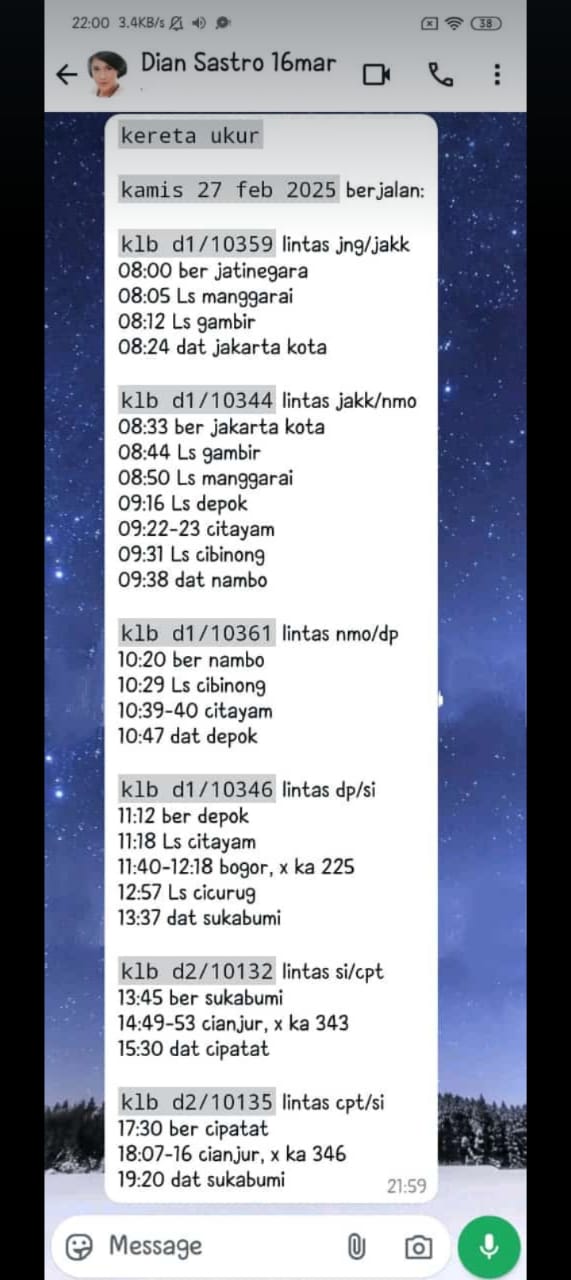 22:00 3.4KB/s 38
Dian Sastro 16mar
kereta ukur
kamis 27 feb 2025 berjalan:
klb d1/10359 lintas jng/jakk
08:00 ber jatinegara
08:05 Ls manggarai
08:12 Ls gambir
08:24 dat jakarta kota
klb d1/10344 lintas jakk/nmo
08:33 ber jakarta kota
08:44 Ls gambir
08:50 Ls manggarai
09:16 Ls depok
09:22-23 citayam
09:31 Ls cibinong
09:38 dat nambo
klb d1/10361 lintas nmo/dp
10:20 ber nambo
10:29 Ls cibinong
10:39-40 citayam
10:47 dat depok
klb d1/10346 lintas dp/si
11:12 ber depok
11:18 Ls citayam
11:40-12:18 bogor, x ka 225
12:57 Ls cicurug
13:37 dat sukabumi
klb d2/10132 lintas si/cpt
13:45 ber sukabumi
14:49-53 cianjur, x ka 343
15:30 dat cipatat
klb d2/10135 lintas cpt/si
17:30 ber cipatat
18:07-16 cianjur, x ka 346
19:20 dat sukabumi
21:59
Message